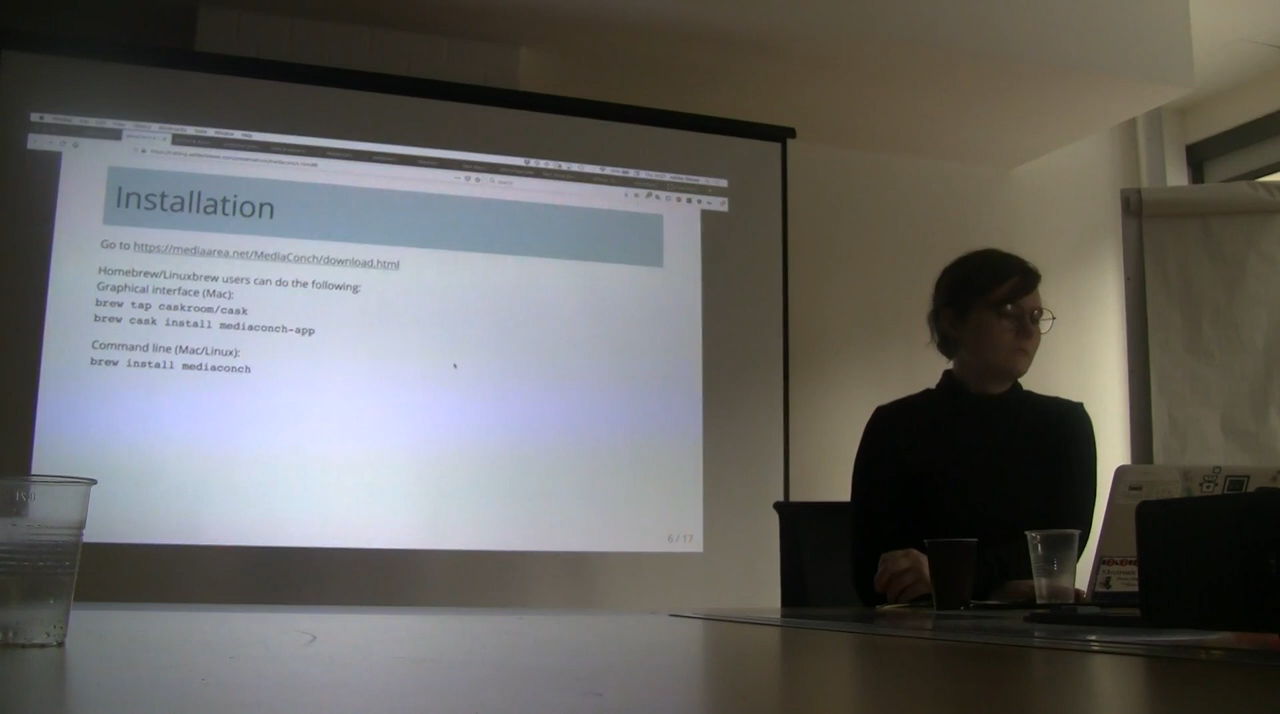 Installation
Go to https://mediaarea.net/MediaConch/download.html
Homebrew/Linuxbrew users can do the following:
Graphical interface (Mac):
brew tap caskroom/cask
brew cask install mediaconch-app
Command line (Mac/Linux):
brew install mediaconch
6 / 17